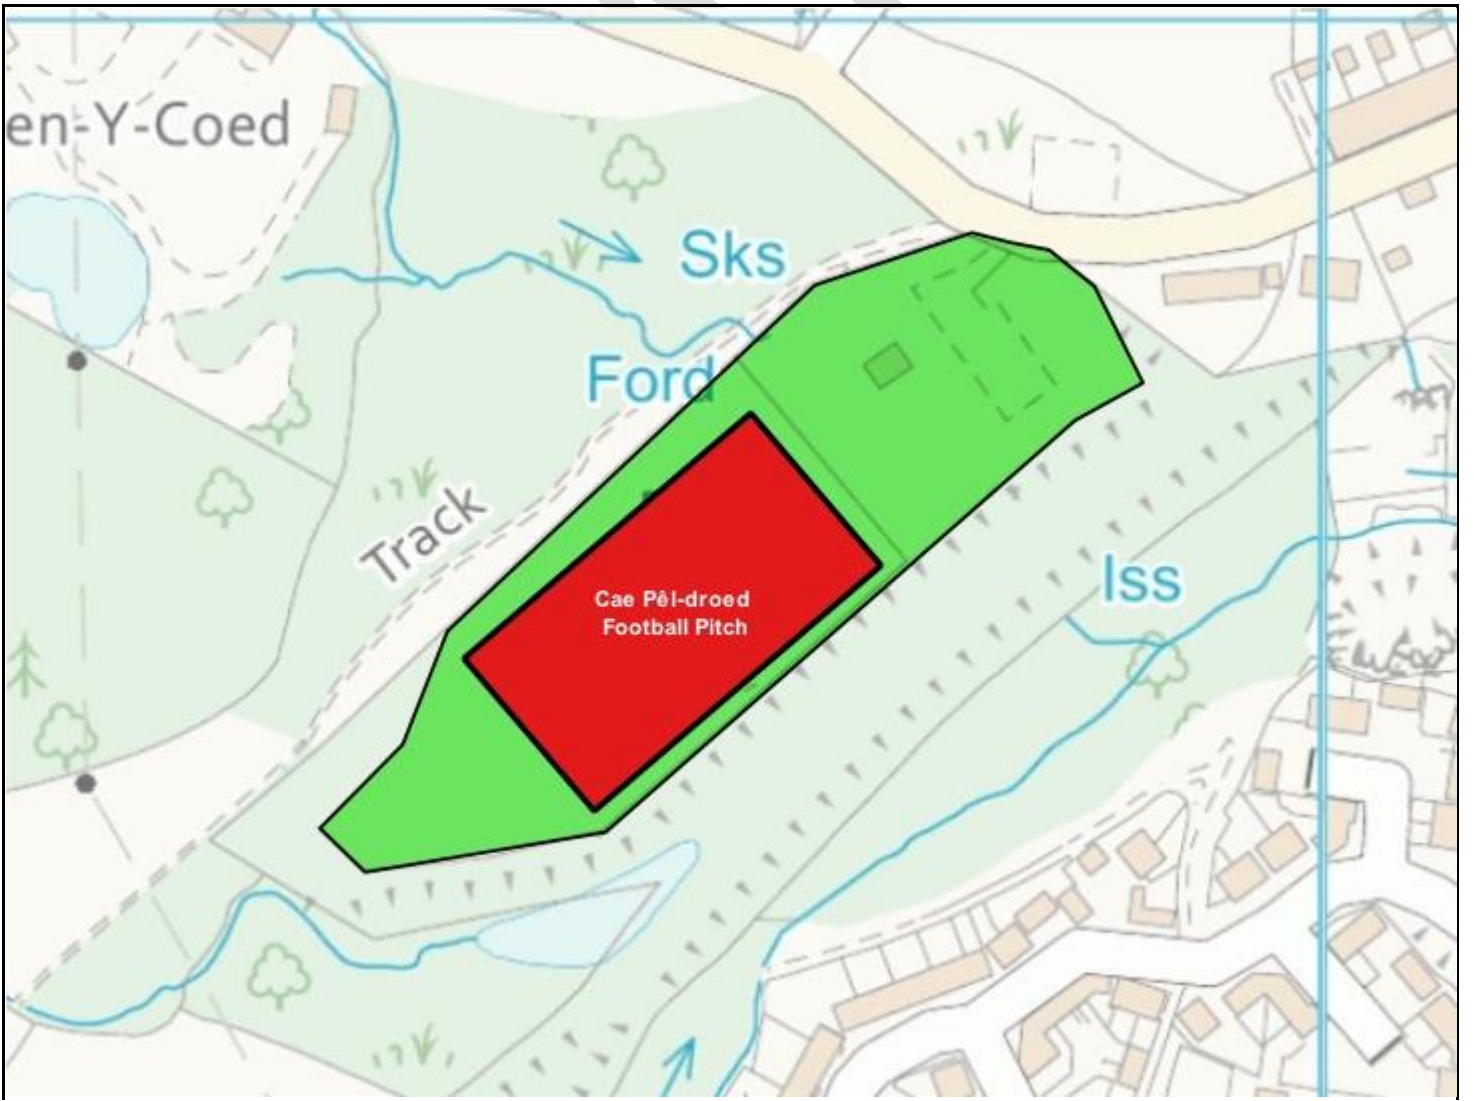 en-Y-Coed
Sks
Ford
Track
Cae Pêl-droed
Football Pitch
Iss